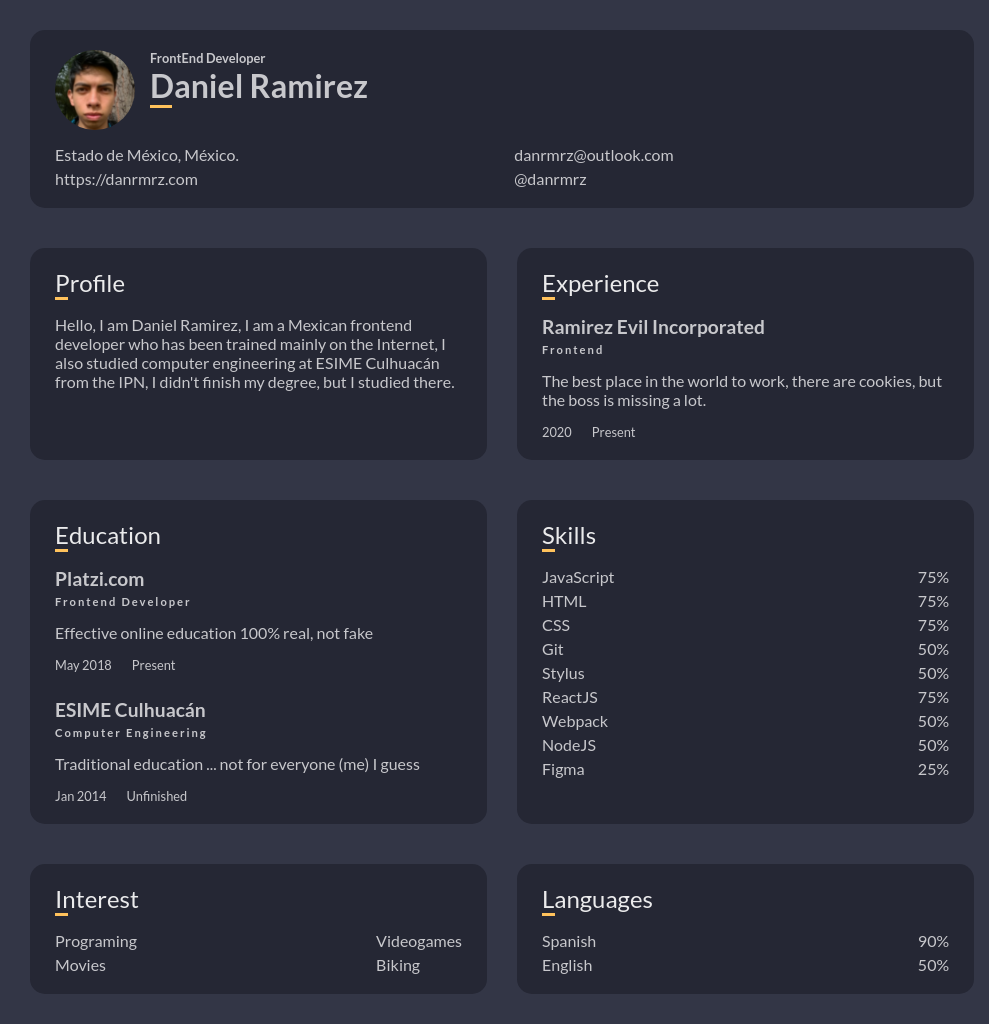 FrontEnd Developer
Daniel Ramirez
Estado de México, México.
danrmrz@outlook.com
https://danrmrz.com
@danrmrz
Profile
Hello, I am Daniel Ramirez, I am a Mexican frontend
developer who has been trained mainly on the Internet, I
also studied computer engineering at ESIME Culhuacán
from the IPN, I didn't finish my degree, but I studied there.
Experience
Ramirez Evil Incorporated
Frontend
The best place in the world to work, there are cookies, but
the boss is missing a lot.
2020 Present
Education
Platzi.com
Frontend Developer
Effective online education 100% real, not fake
May 2018 Present
ESIME Culhuacán
Computer Engineering
Traditional education ... not for everyone (me) I guess
Jan 2014 Unfinished
Skills
JavaScript 75%
HTML 75%
CSS 75%
Git 50%
Stylus 50%
ReactJS 75%
Webpack 50%
NodeJS 50%
Figma 25%
Interest
Programing Videogames
Movies Biking
Languages
Spanish 90%
English 50%